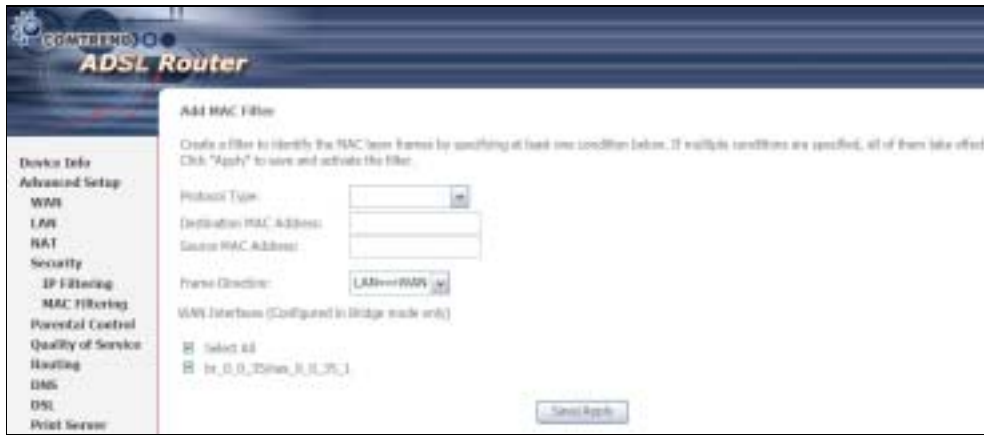 COMTREND
ADSL Router
Add MAC Filter
Create a filter to identify the MAC layer frames by specifying at least one condition below. If multiple conditions are specified, all of them take effect
Click "Apply" to save and activate the filter.
Device Info
Advanced Setup
WAN
LAN
NAT
Security
IP Filtering
MAC Filtering
Parental Control
Quality of Service
Routing
DNS
DSL
Print Server
Protocol Type:
Destination MAC Address:
Source MAC Address:
Frame Direction:
LAN<=>WAN
WAN Interfaces (Configured in Bridge mode only)
Select All
br_0_0_35/nas_0_0_35_1
Save/Apply